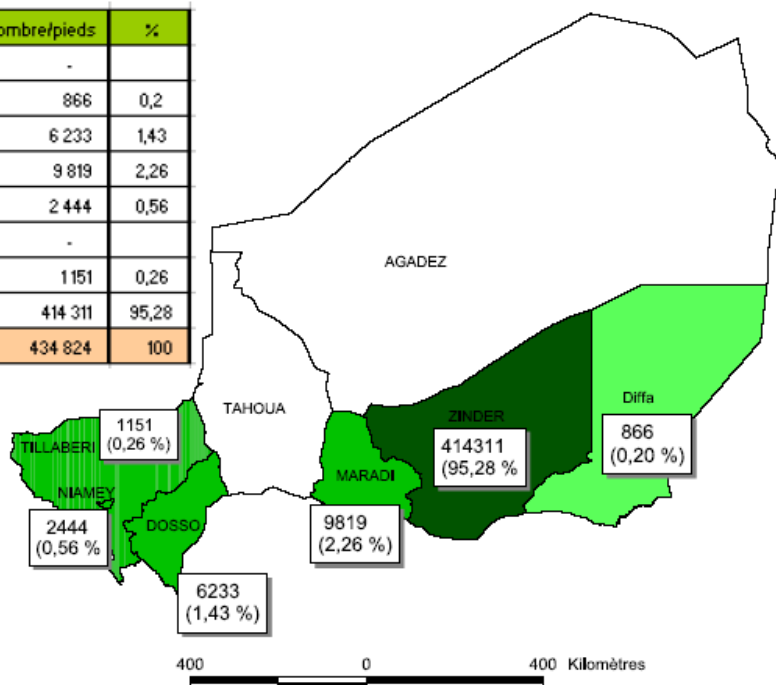 ombre/pieds %
-
866 0,2
6 233 1,43
9 819 2,26
2 444 0,56
-
1151 0,26
414 311 95,28
434 824 100
AGADEZ
TAHOUA
ZINDER
Diffa
TILLABERI
1151
(0,26 %)
414311
(95,28 %
866
(0,20 %)
MARADI
NIAMEY
DOSSO
2444
(0,56 %
9819
(2,26 %)
6233
(1,43 %)
400 0 400 Kilomètres